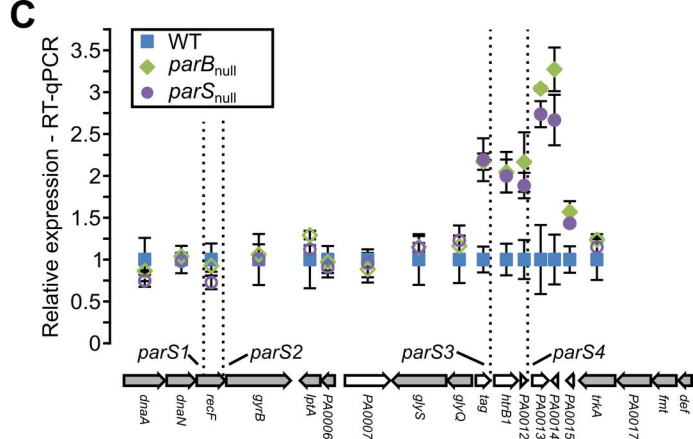 C
Relative expression - RT-qPCR
3.5
3
2.5
2
1.5
1
0.5
0
WT
parBnull
parSnull
parS1
parS2
parS3
parS4
dnaA
dnaN
recF
gyrB
lptA
PA0006
PA0007
glyS
glyQ
tag
htrB1
PA0012
PA0013
PA0014
PA0015
trkA
PA0017
fmt
def